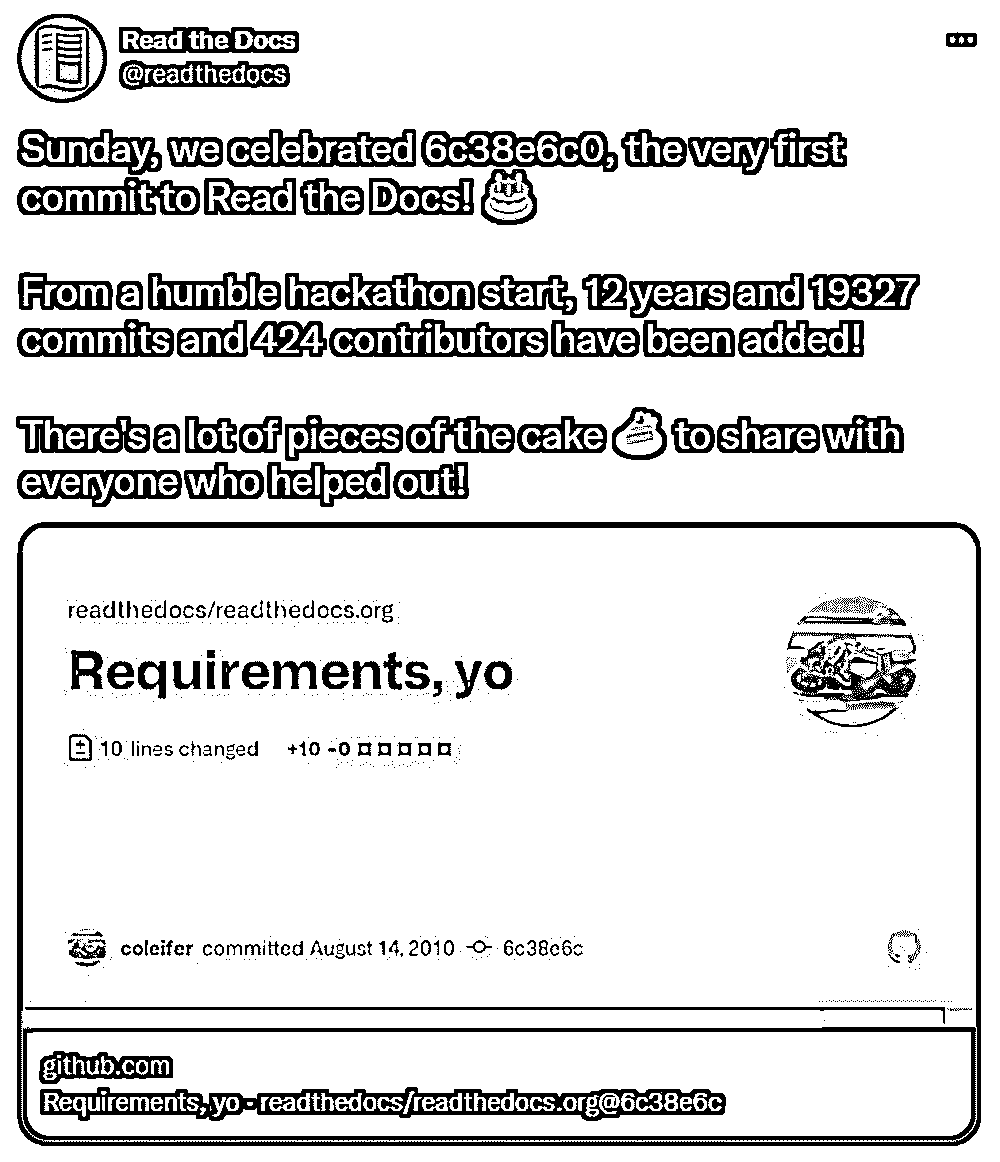 Read the Docs
@readthedocs
Sunday, we celebrated 6c38e6c0, the very first
commit to Read the Docs! 🎂
From a humble hackathon start, 12 years and 19327
commits and 424 contributors have been added!
There's a lot of pieces of the cake 🍰 to share with
everyone who helped out!
readthedocs/readthedocs.org
Requirements, yo
10 lines changed +10 -0
coleifer committed August 14, 2010 6c38e6c
github.com
Requirements, yo · readthedocs/readthedocs.org@6c38e6c